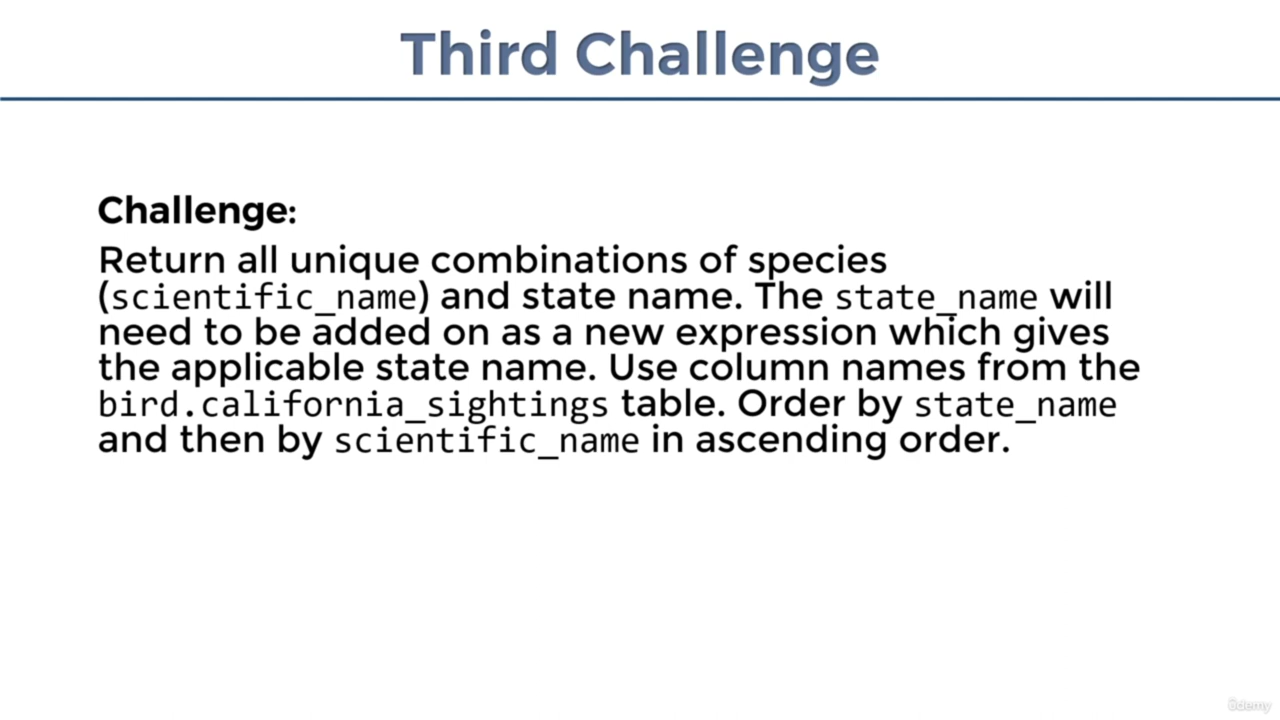 Third Challenge
Challenge:
Return all unique combinations of species
(scientific_name) and state name. The state_name will
need to be added on as a new expression which gives
the applicable state name. Use column names from the
bird.california_sightings table. Order by state_name
and then by scientific_name in ascending order.
ûdemy